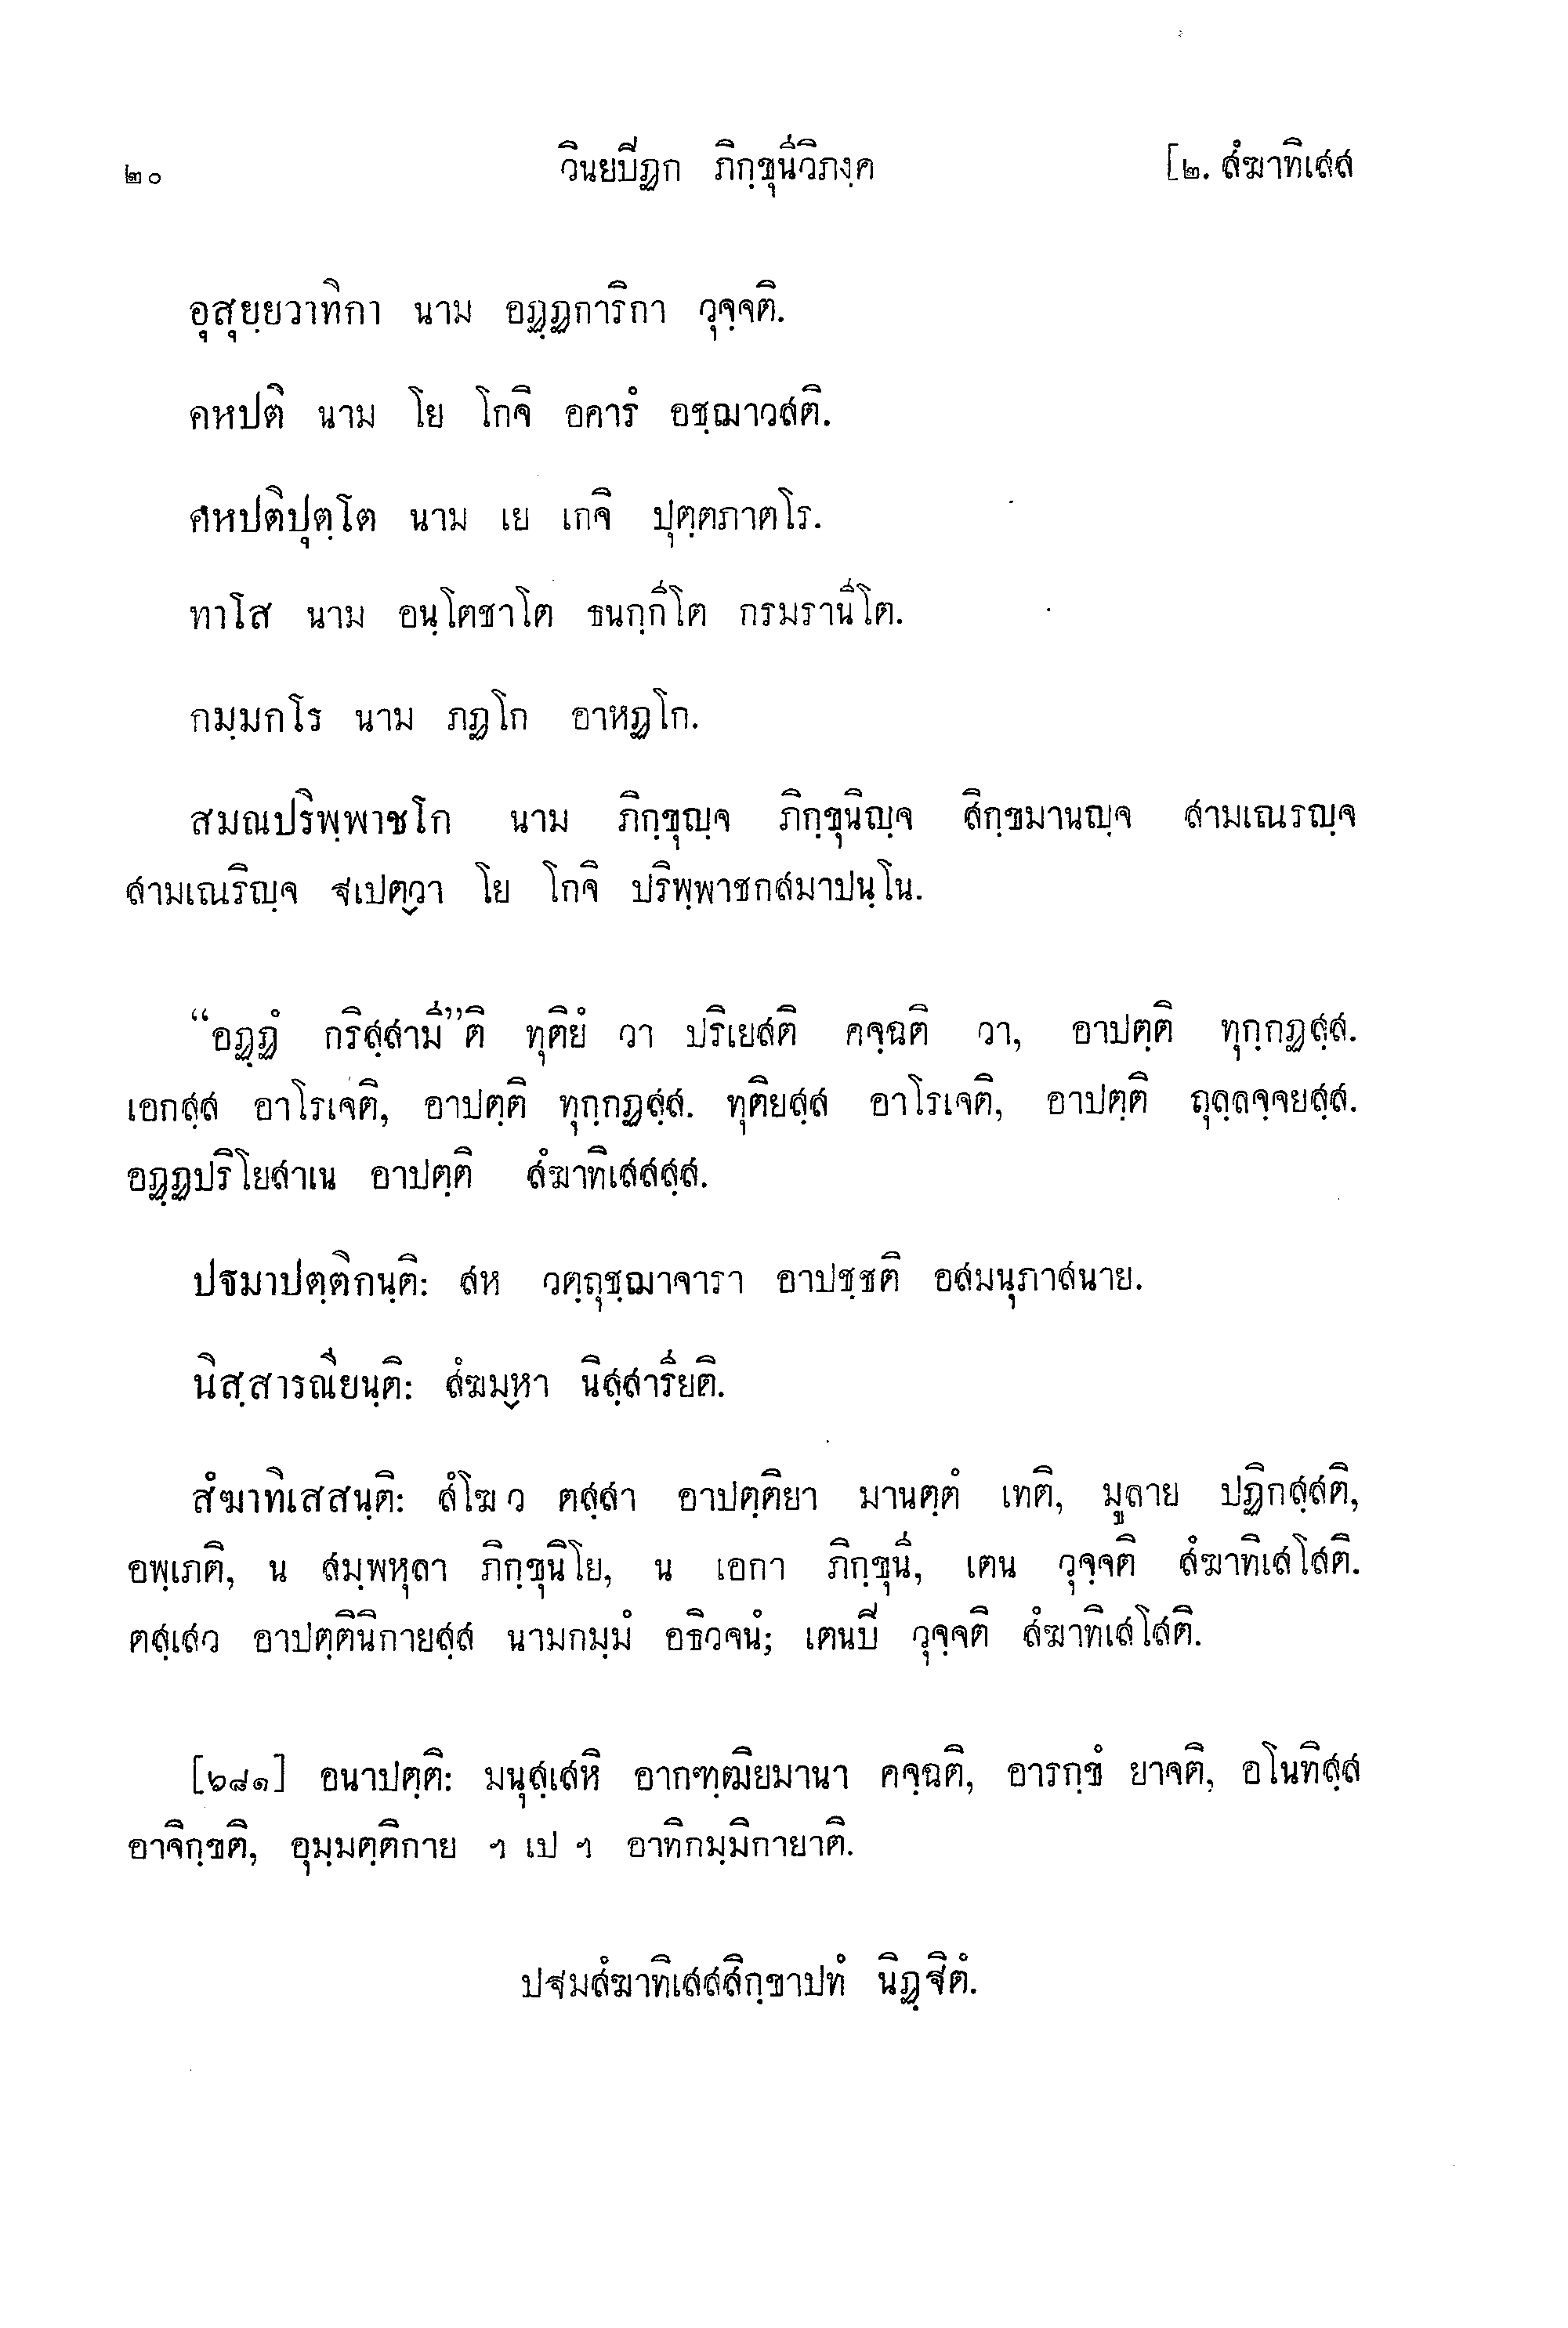 ๒๐ วินยปีฏก ภิกฺขุนีวิภงฺค [๒. สํฆาทิเสส
อุสุยฺยวาทิกา นาม อฏฺฏการิกา วุจฺจติ.
คหปติ นาม โย โกจิ อคารํ อชฺฌาวสติ.
คหปติปุตฺโต นาม เย เกจิ ปุตฺตภาตโร.
ทาโส นาม อนฺโตชาโต ธนกฺกีโต กรมรานีโต.
กมฺมกโร นาม ภฏโก อาหฏโก.
สมณปริพฺพาชโก นาม ภิกฺขุญฺจ ภิกฺขุนิญฺจ สิกฺขมานญฺจ สามเณรญฺจ
สามเณริญฺจ ฐเปตฺวา โย โกจิ ปริพฺพาชกสมาปนฺโน.
“อฏฺฏํ กริสฺสามี”ติ ทุติยํ วา ปริเยสติ คจฺฉติ วา, อาปตฺติ ทุกฺกฏสฺส.
เอกสฺส อาโรเจติ, อาปตฺติ ทุกฺกฏสฺส. ทุติยสฺส อาโรเจติ, อาปตฺติ ถุลฺลจฺจยสฺส.
อฏฺฏปริโยสาเน อาปตฺติ สํฆาทิเสสสฺส.
ปฐมาปตฺติกนฺติ: สห วตฺถุชฺฌาจารา อาปชฺชติ อสมนุภาสนาย.
นิสฺสารณียนฺติ: สํฆมฺหา นิสฺสารียติ.
สํฆาทิเสสนฺติ: สํโฆ ว ตสฺสา อาปตฺติยา มานตฺตํ เทติ, มูลาย ปฏิกสฺสติ,
อพฺเภติ, น สมฺพหุลา ภิกฺขุนิโย, น เอกา ภิกฺขุนี, เตน วุจฺจติ สํฆาทิเสโสติ.
ตสฺเสว อาปตฺตินิกายสฺส นามกมฺมํ อธิวจนํ; เตนปี วุจฺจติ สํฆาทิเสโสติ.
[๖๘๑] อนาปตฺติ: มนุสฺเสหิ อากฑฺฒิยมานา คจฺฉติ, อารกฺขํ ยาจติ, อโนทิสฺส
อาจิกฺขติ, อุมฺมตฺติกาย ฯ เป ฯ อาทิกมฺมิกายาติ.
ปฐมสํฆาทิเสสสิกฺขาปทํ นิฏฺฐิตํ.